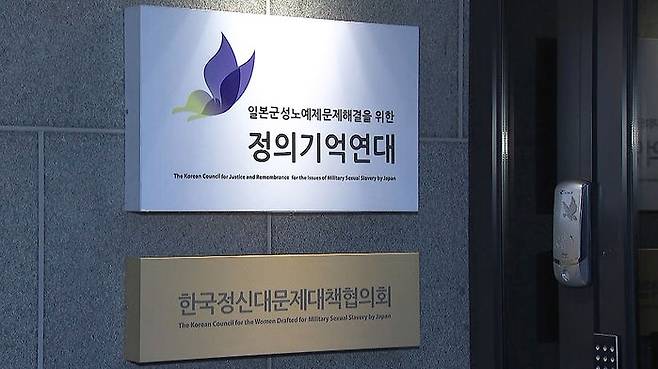 일본군성노예제문제해결을 위한
정의기억연대
The Korean Council for Justice and Remembrance for the Issues of Military Sexual Slavery by Japan
한국정신대문제대책협의회
The Korean Council for the Women Drafted for Military Sexual Slavery by Japan